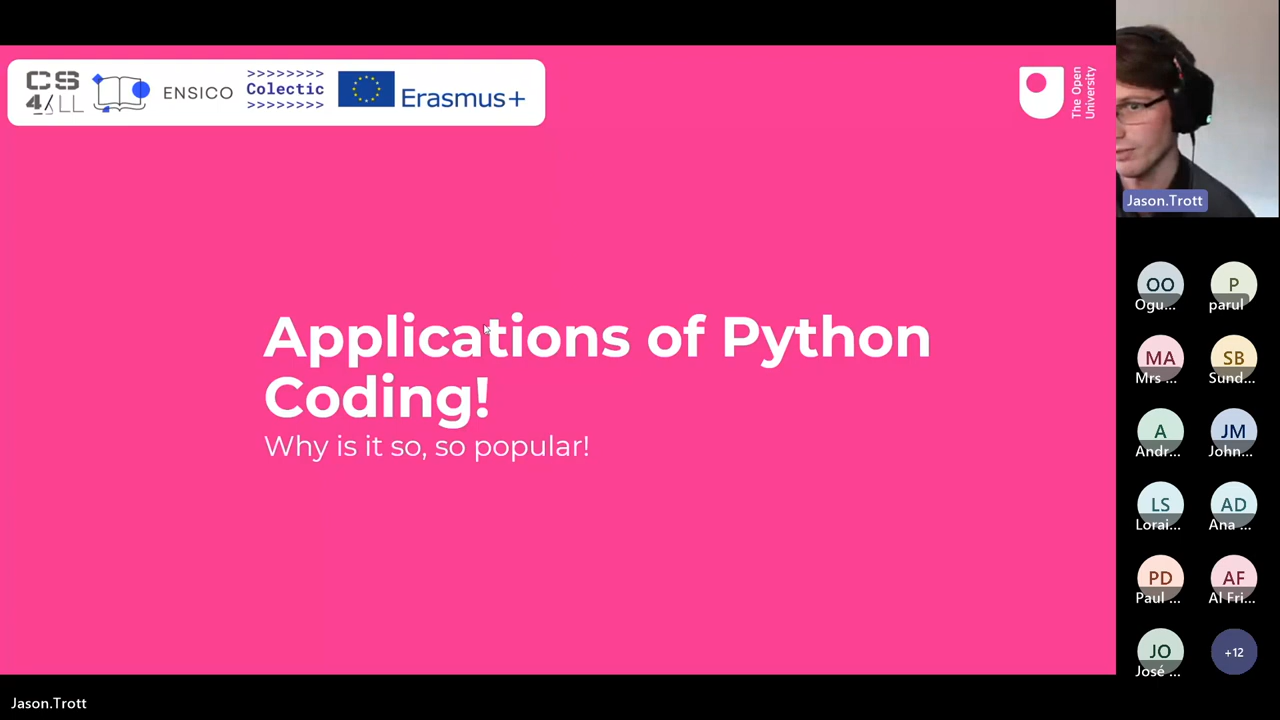 CS
4ALL
ENSICO
>>>>>>>>
Colectic
>>>>>>>>
Erasmus+
The Open
University
Applications of Python
Coding!
Why is it so, so popular!
Jason.Trott
OO
Ogu...
P
parul
MA
Mrs ...
SB
Sund...
A
Andr...
JM
John...
LS
Lorai...
AD
Ana ...
PD
Paul ...
AF
Al Fri...
JO
José ...
+12
Jason.Trott